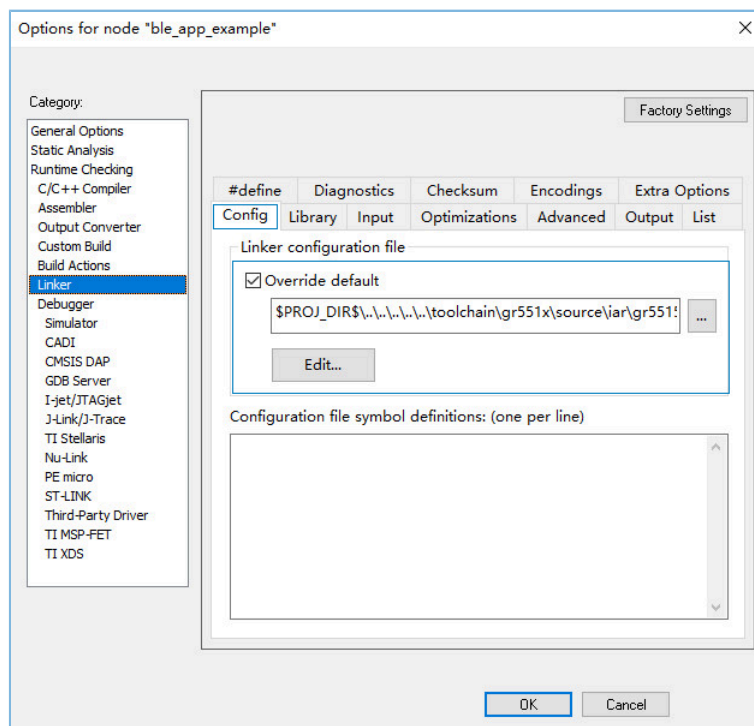 Options for node "ble_app_example"
Category:
General Options
Static Analysis
Runtime Checking
C/C++ Compiler
Assembler
Output Converter
Custom Build
Build Actions
Linker
Debugger
Simulator
CADI
CMSIS DAP
GDB Server
I-jet/JTAGjet
J-Link/J-Trace
TI Stellaris
Nu-Link
PE micro
ST-LINK
Third-Party Driver
TI MSP-FET
TI XDS
Factory Settings
#define Diagnostics Checksum Encodings Extra Options
Config Library Input Optimizations Advanced Output List
Linker configuration file
Override default
$PROJ_DIR$\..\..\..\..\..\toolchain\gr551x\source\iar\gr551
...
Edit...
Configuration file symbol definitions: (one per line)
OK Cancel